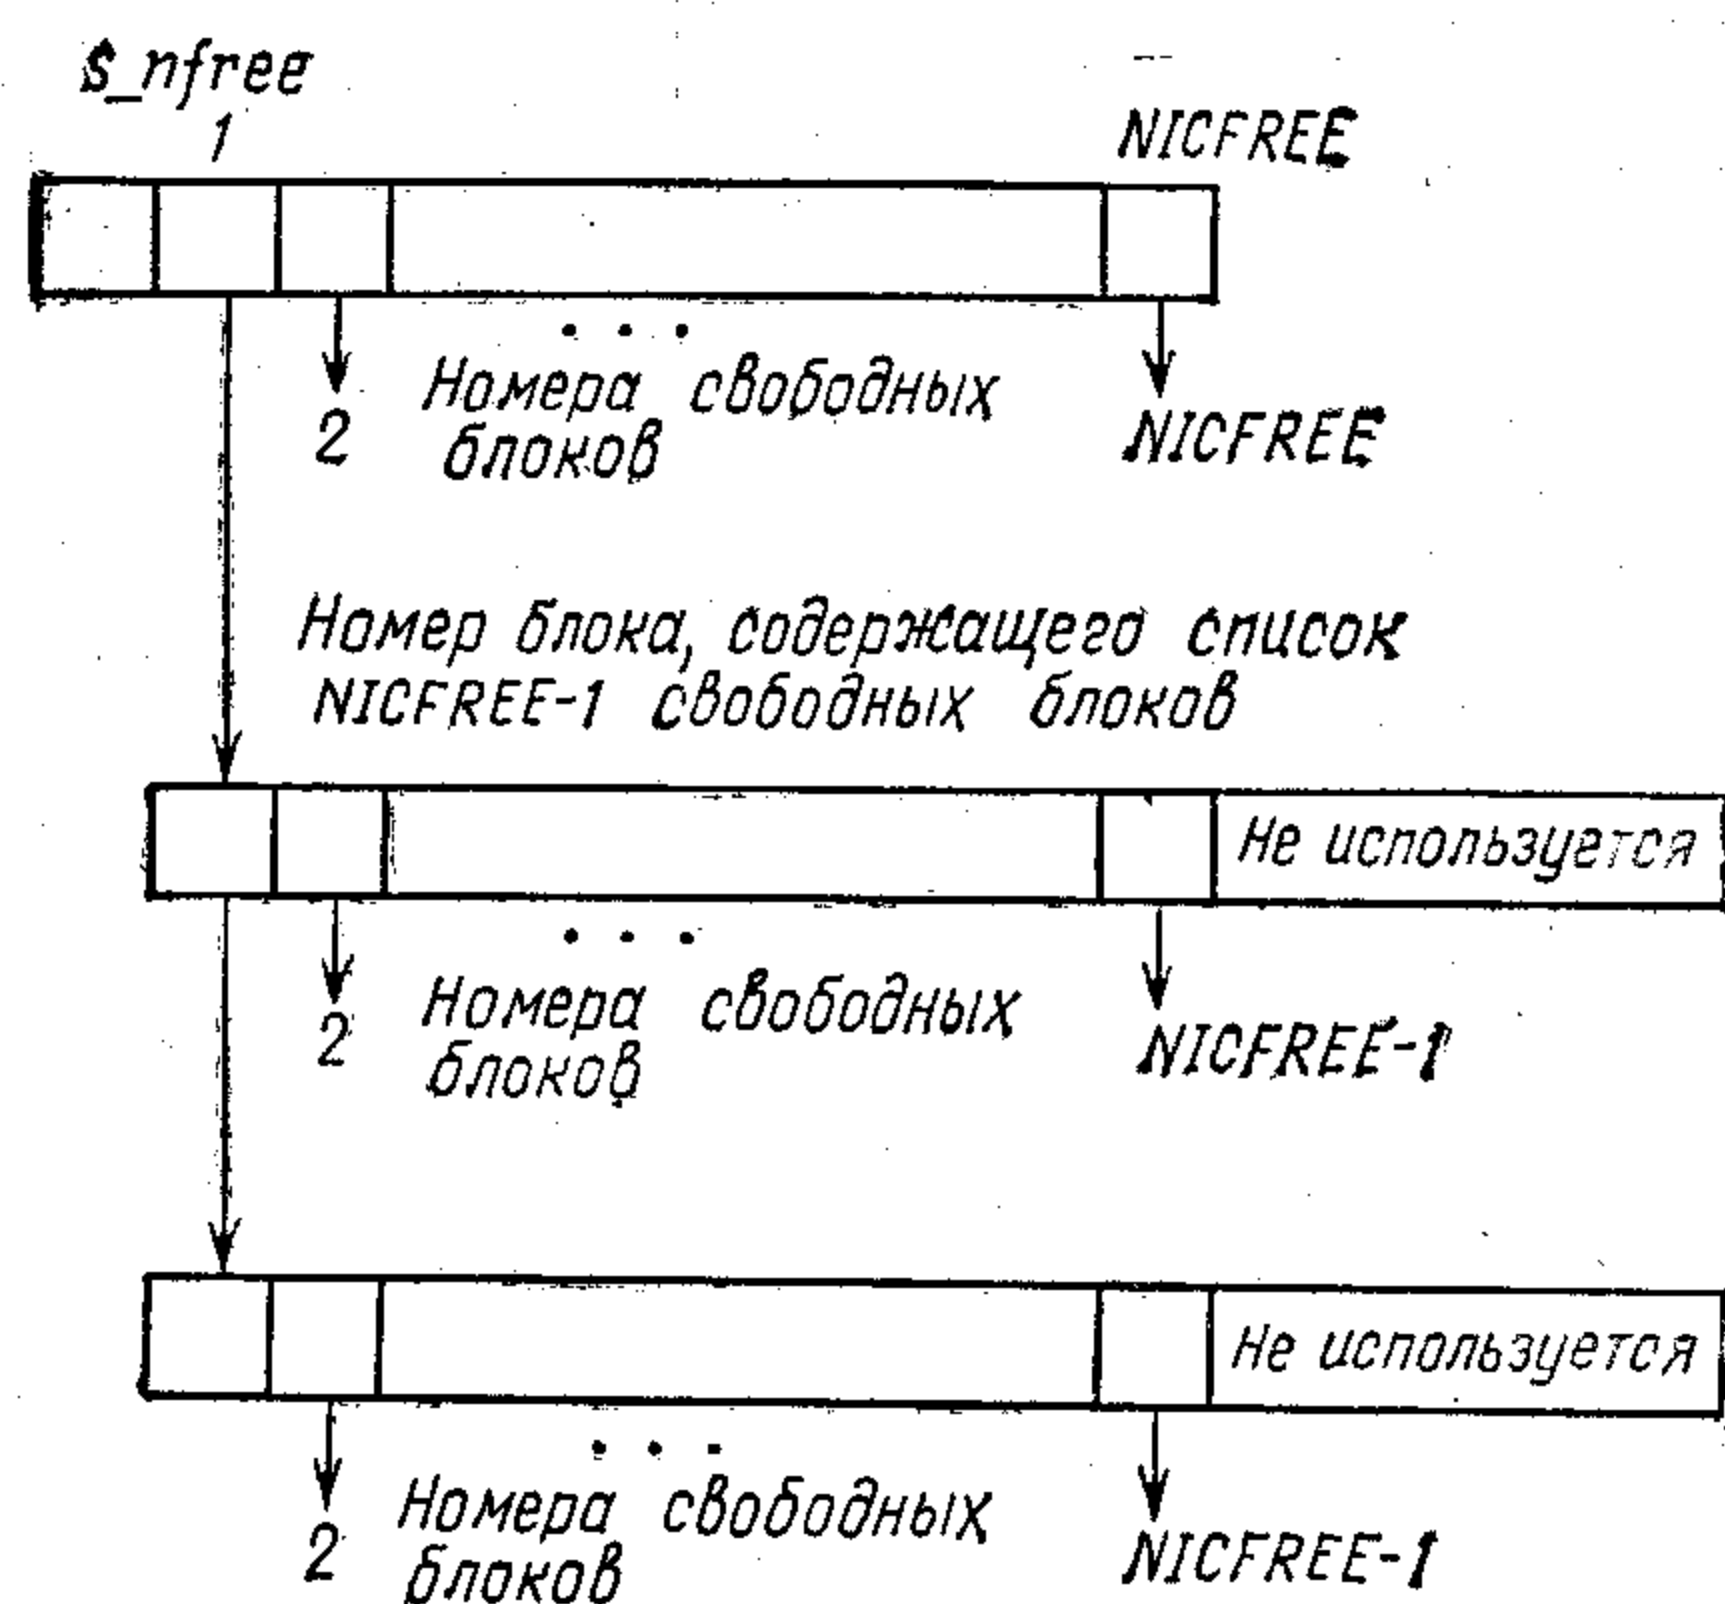 s_nfree
1
NICFREE
2
Номера свободных
блоков
NICFREE
Номер блока, содержащего список
NICFREE-1 свободных блоков
Не используется
2
Номера свободных
блоков
NICFREE-1
Не используется
2
Номера свободных
блоков
NICFREE-1